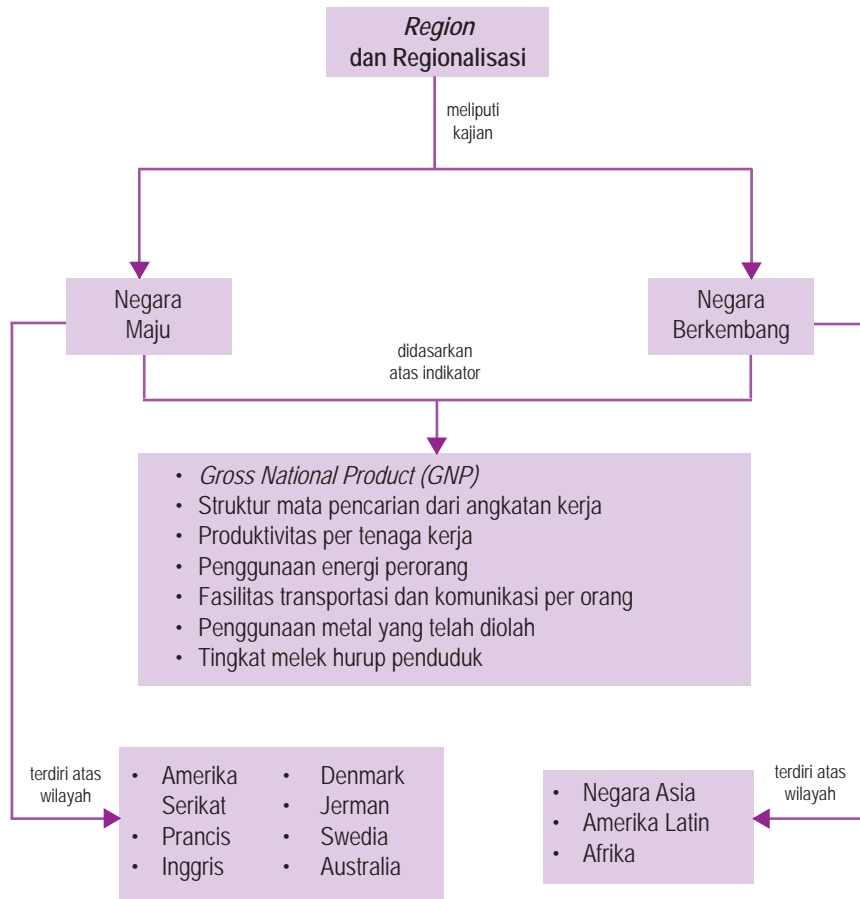 Region
dan Regionalisasi
meliputi
kajian
Negara
Maju
Negara
Berkembang
didasarkan
atas indikator
• Gross National Product (GNP)
• Struktur mata pencarian dari angkatan kerja
• Produktivitas per tenaga kerja
• Penggunaan energi perorang
• Fasilitas transportasi dan komunikasi per orang
• Penggunaan metal yang telah diolah
• Tingkat melek hurup penduduk
terdiri atas
wilayah
• Amerika
Serikat
• Prancis
• Inggris
• Denmark
• Jerman
• Swedia
• Australia
• Negara Asia
• Amerika Latin
• Afrika
terdiri atas
wilayah